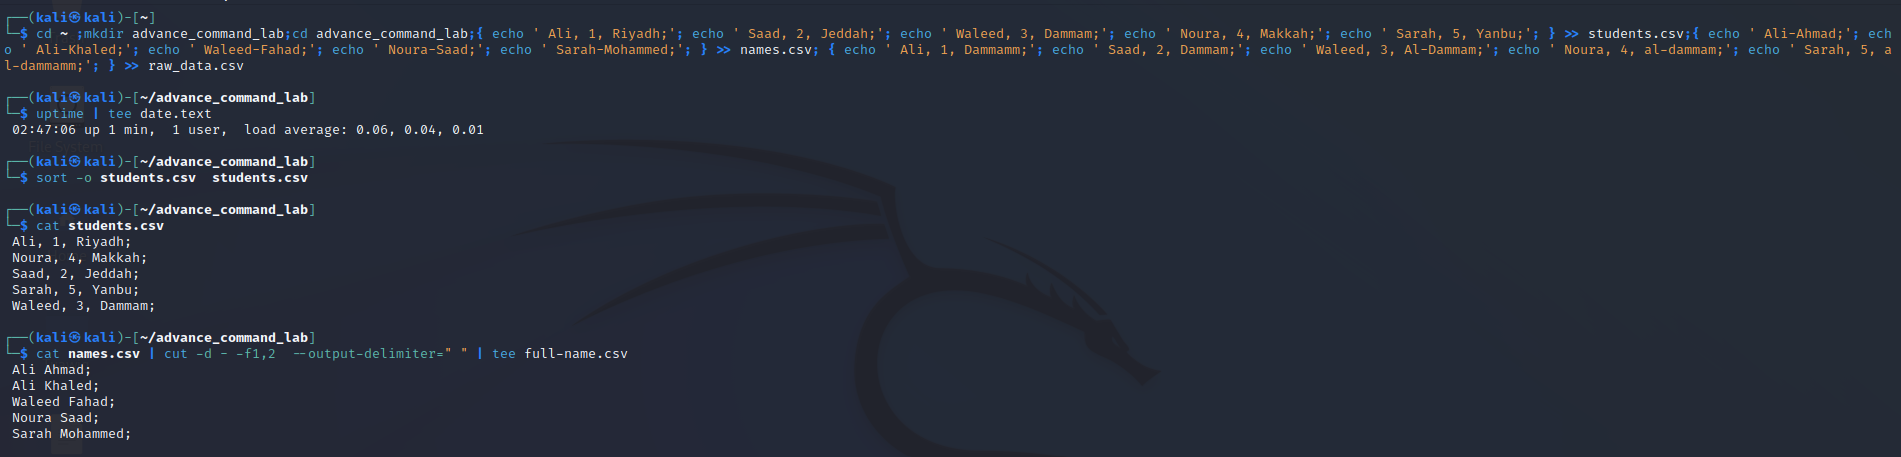 ┌──(kali㉿kali)-[~]
└─$ cd ~ ;mkdir advance_command_lab;cd advance_command_lab;{ echo ' Ali, 1, Riyadh;'; echo ' Saad, 2, Jeddah;'; echo ' Waleed, 3, Dammam;'; echo ' Noura, 4, Makkah;'; echo ' Sarah, 5, Yanbu;'; } >> students.csv;{ echo ' Ali-Ahmad;'; ech
o ' Ali-Khaled;'; echo ' Waleed-Fahad;'; echo ' Noura-Saad;'; echo ' Sarah-Mohammed;'; } >> names.csv; { echo ' Ali, 1, Dammamm;'; echo ' Saad, 2, Dammam;'; echo ' Waleed, 3, Al-Dammam;'; echo ' Noura, 4, al-dammam;'; echo ' Sarah, 5, a
l-dammamm;'; } >> raw_data.csv
┌──(kali㉿kali)-[~/advance_command_lab]
└─$ uptime | tee date.text
 02:47:06 up 1 min,  1 user,  load average: 0.06, 0.04, 0.01
File System
┌──(kali㉿kali)-[~/advance_command_lab]
└─$ sort -o students.csv  students.csv
┌──(kali㉿kali)-[~/advance_command_lab]
└─$ cat students.csv
 Ali, 1, Riyadh;
 Noura, 4, Makkah;
 Saad, 2, Jeddah;
 Sarah, 5, Yanbu;
 Waleed, 3, Dammam;
┌──(kali㉿kali)-[~/advance_command_lab]
└─$ cat names.csv | cut -d - -f1,2  --output-delimiter=" " | tee full-name.csv
 Ali Ahmad;
 Ali Khaled;
 Waleed Fahad;
 Noura Saad;
 Sarah Mohammed;